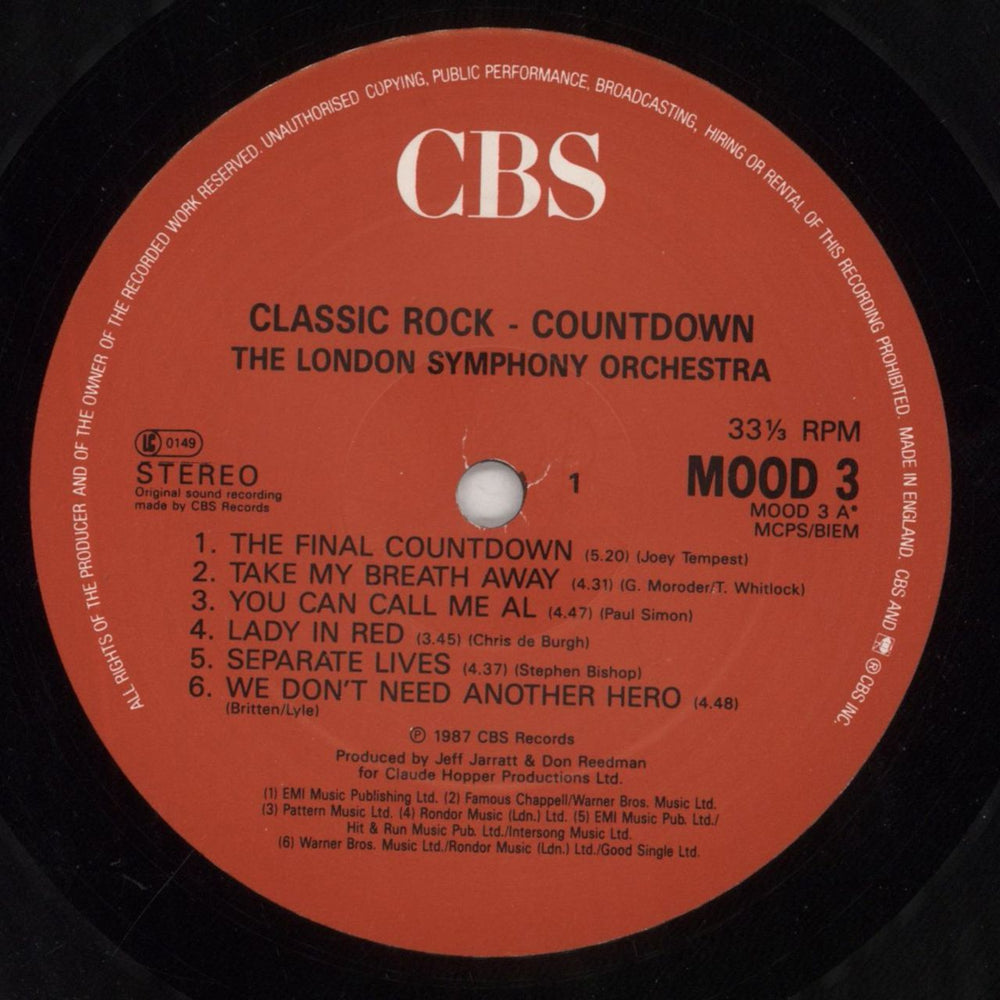 ALL RIGHTS OF THE PRODUCER AND OF THE OWNER OF THE RECORDED WORK RESERVED. UNAUTHORISED COPYING, PUBLIC PERFORMANCE, BROADCASTING, HIRING OR RENTAL OF THIS RECORDING PROHIBITED. MADE IN ENGLAND. CBS AND ® CBS INC.
CBS
CLASSIC ROCK - COUNTDOWN
THE LONDON SYMPHONY ORCHESTRA
LC 0149
STEREO
Original sound recording
made by CBS Records
1
33⅓ RPM
MOOD 3
MOOD 3 A°
MCPS/BIEM
1. THE FINAL COUNTDOWN (5.20) (Joey Tempest)
2. TAKE MY BREATH AWAY (4.31) (G. Moroder/T. Whitlock)
3. YOU CAN CALL ME AL (4.47) (Paul Simon)
4. LADY IN RED (3.45) (Chris de Burgh)
5. SEPARATE LIVES (4.37) (Stephen Bishop)
6. WE DON'T NEED ANOTHER HERO (4.48)
(Britten/Lyle)
℗ 1987 CBS Records
Produced by Jeff Jarratt & Don Reedman
for Claude Hopper Productions Ltd.
(1) EMI Music Publishing Ltd. (2) Famous Chappell/Warner Bros. Music Ltd.
(3) Pattern Music Ltd. (4) Rondor Music (Ldn.) Ltd. (5) EMI Music Pub. Ltd./
Hit & Run Music Pub. Ltd./Intersong Music Ltd.
(6) Warner Bros. Music Ltd./Rondor Music (Ldn.) Ltd./Good Single Ltd.